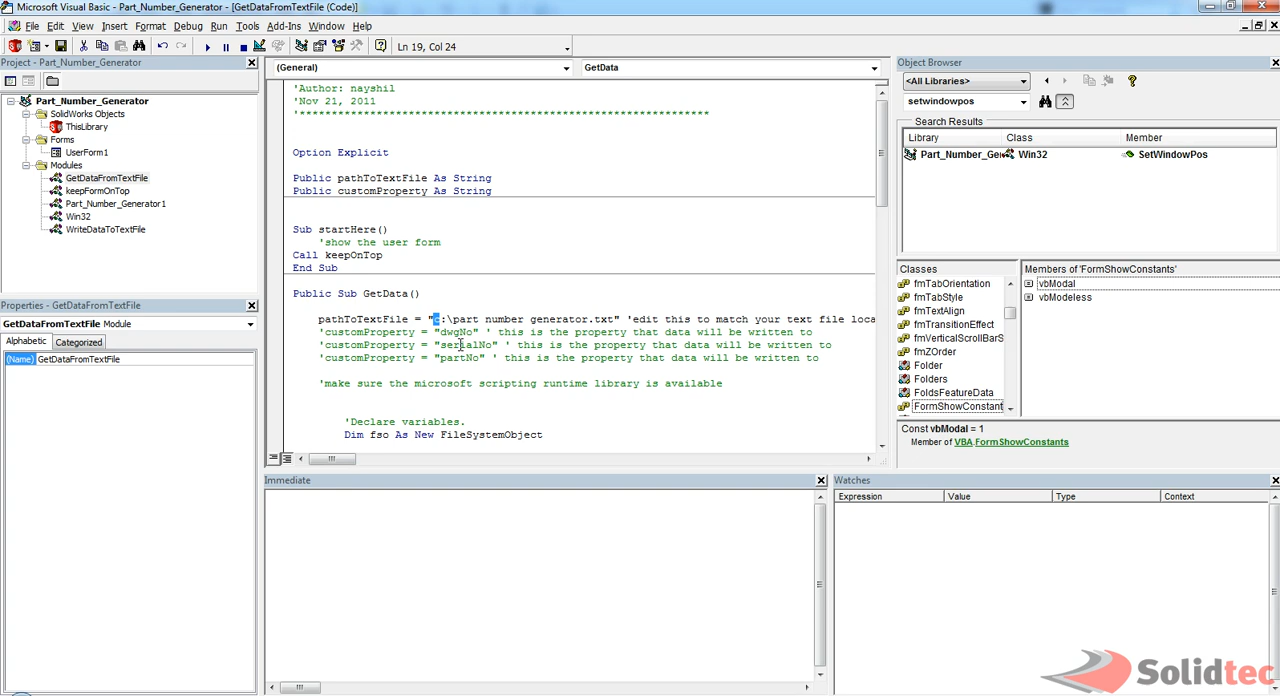 Microsoft Visual Basic - Part_Number_Generator - [GetDataFromTextFile (Code)]
File Edit View Insert Format Debug Run Tools Add-Ins Window Help
Ln 19, Col 24
Project - Part_Number_Generator
Part_Number_Generator
SolidWorks Objects
ThisLibrary
Forms
UserForm1
Modules
GetDataFromTextFile
keepFormOnTop
Part_Number_Generator1
Win32
WriteDataToTextFile
Properties - GetDataFromTextFile
GetDataFromTextFile Module
Alphabetic Categorized
(Name) GetDataFromTextFile
(General) GetData
'Author: nayshil
'Nov 21, 2011
'****************************************************************
Option Explicit
Public pathToTextFile As String
Public customProperty As String
Sub startHere()
'show the user form
Call keepOnTop
End Sub
Public Sub GetData()
pathToTextFile = "c:\part number generator.txt" 'edit this to match your text file loca
'customProperty = "dwgNo" ' this is the property that data will be written to
'customProperty = "serialNo" ' this is the property that data will be written to
'customProperty = "partNo" ' this is the property that data will be written to
'make sure the microsoft scripting runtime library is available
'Declare variables.
Dim fso As New FileSystemObject
Object Browser
<All Libraries>
setwindowpos
Search Results
Library Class Member
Part_Number_Gen Win32 SetWindowPos
Classes
fmTabOrientation
fmTabStyle
fmTextAlign
fmTransitionEffect
fmVerticalScrollBarS
fmZOrder
Folder
Folders
FoldsFeatureData
FormShowConstant
Members of 'FormShowConstants'
vbModal
vbModeless
Const vbModal = 1
Member of VBA.FormShowConstants
Immediate
Watches
Expression Value Type Context
Solidtec